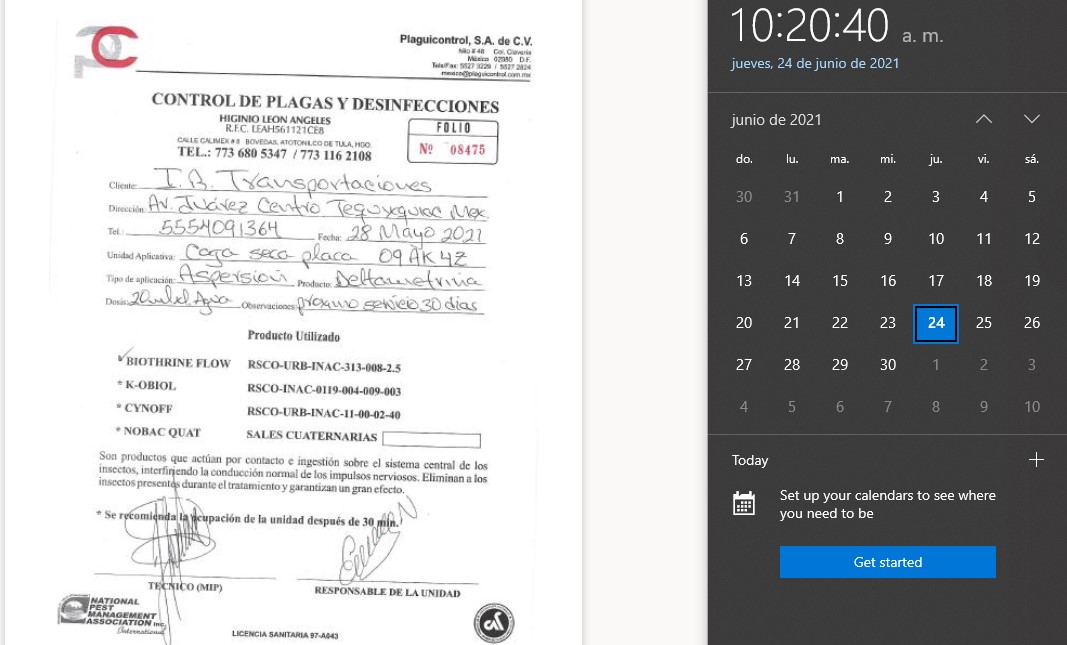 PC
Plaguicontrol, S.A. de C.V.
Nilo # 48 Col. Clavería
México 02080 D.F.
Tels/Fax: 5527 3229 / 5527 2824
mexico@plaguicontrol.com.mx
CONTROL DE PLAGAS Y DESINFECCIONES
HIGINIO LEON ANGELES
R.F.C. LEAH561121CE8
CALLE CALIMEX # 8 BOVEDAS, ATOTONILCO DE TULA, HGO.
TEL.: 773 680 5347 / 773 116 2108
FOLIO
Nº 08475
Cliente: I.B. Transportaciones
Dirección: Av. Juárez Centro Tequixquiac Mex.
Tel.: 5554091364 Fecha: 28 Mayo 2021
Unidad Aplicativa: Caja seca placa 09 AK 4Z
Tipo de aplicación: Aspersion Producto: Deltametrina
Dosis: 20ml el Agua Observaciones: próximo servicio 30 dias
Producto Utilizado
BIOTHRINE FLOW RSCO-URB-INAC-313-008-2.5
* K-OBIOL RSCO-INAC-0119-004-009-003
* CYNOFF RSCO-URB-INAC-11-00-02-40
* NOBAC QUAT SALES CUATERNARIAS
Son productos que actúan por contacto e ingestión sobre el sistema central de los
insectos, interfiriendo la conducción normal de los impulsos nerviosos. Eliminan a los
insectos presentes durante el tratamiento y garantizan un gran efecto.
* Se recomienda la ocupación de la unidad después de 30 min.
TÉCNICO (MIP)
RESPONSABLE DE LA UNIDAD
NATIONAL
PEST
MANAGEMENT
ASSOCIATION Inc.
International
LICENCIA SANITARIA 97-A043
10:20:40 a. m.
jueves, 24 de junio de 2021
junio de 2021
do. lu. ma. mi. ju. vi. sá.
30 31 1 2 3 4 5
6 7 8 9 10 11 12
13 14 15 16 17 18 19
20 21 22 23 24 25 26
27 28 29 30 1 2 3
4 5 6 7 8 9 10
Today
Set up your calendars to see where
you need to be
Get started